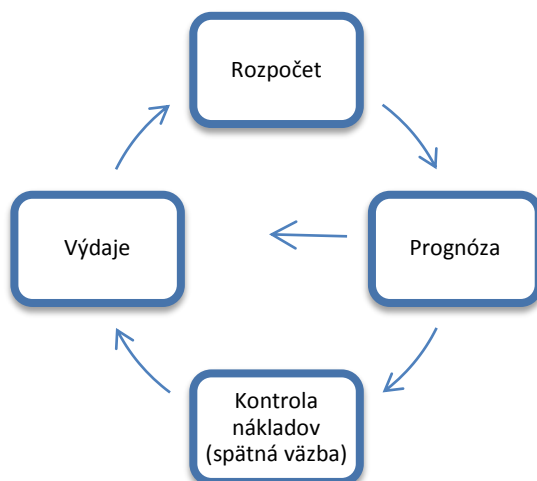 Rozpočet
Výdaje
Prognóza
Kontrola
nákladov
(spätná väzba)